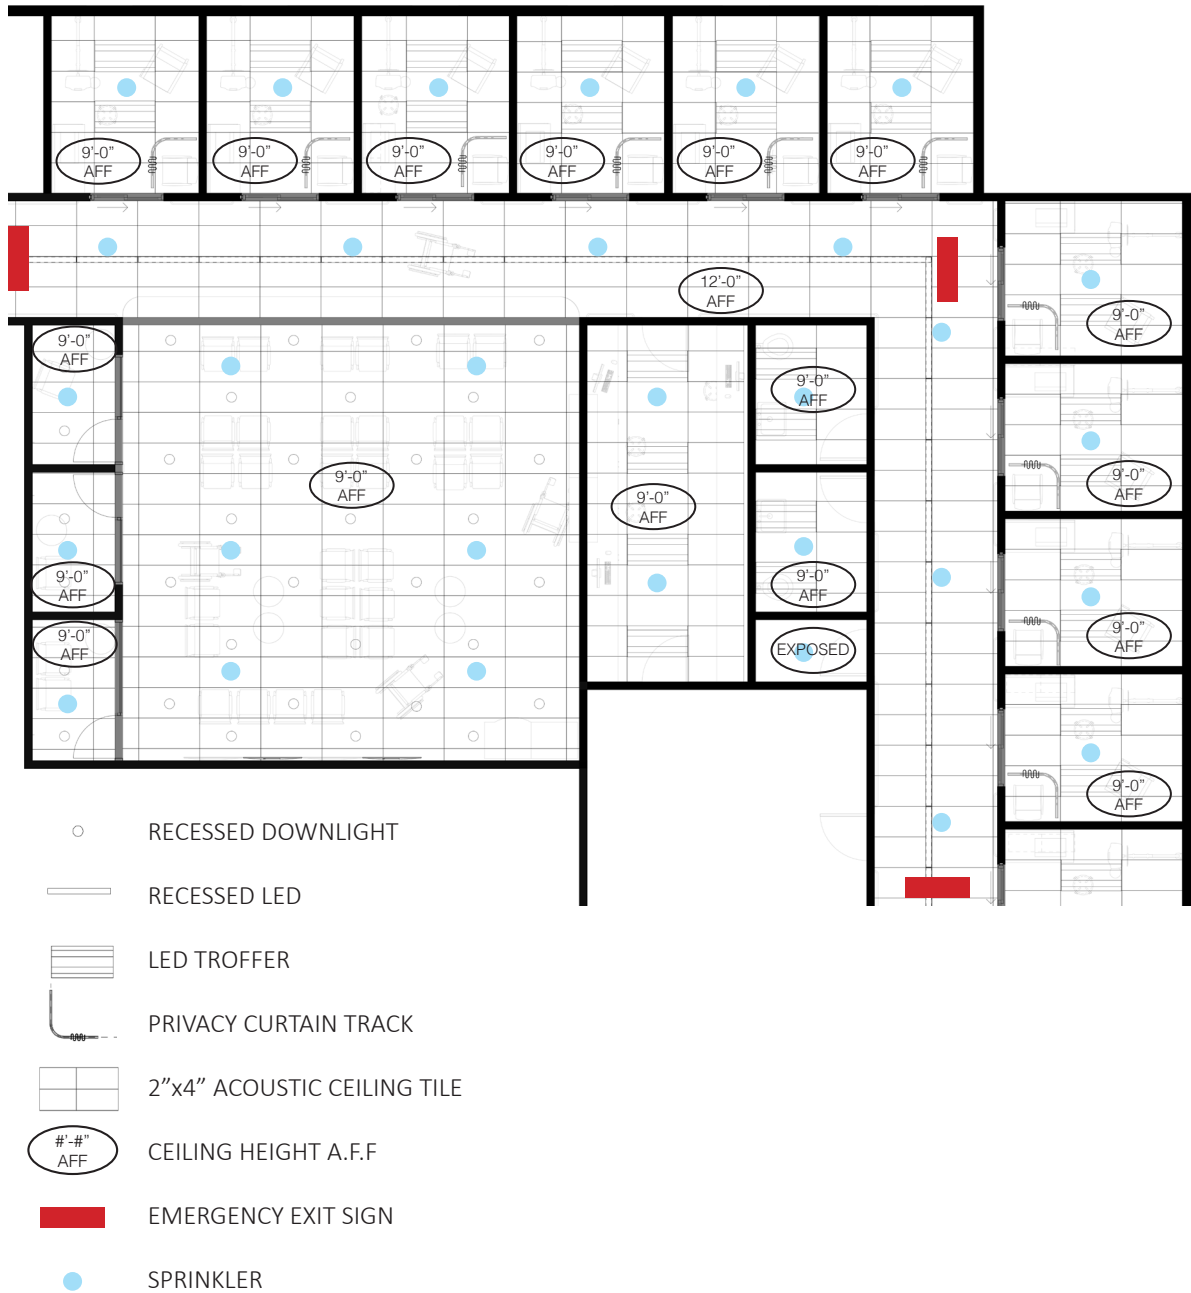 9'-0"
AFF
9'-0"
AFF
9'-0"
AFF
9'-0"
AFF
9'-0"
AFF
9'-0"
AFF
12'-0"
AFF
9'-0"
AFF
9'-0"
AFF
9'-0"
AFF
9'-0"
AFF
9'-0"
AFF
9'-0"
AFF
9'-0"
AFF
9'-0"
AFF
9'-0"
AFF
9'-0"
AFF
9'-0"
AFF
EXPOSED
9'-0"
AFF
RECESSED DOWNLIGHT
RECESSED LED
LED TROFFER
PRIVACY CURTAIN TRACK
2”x4” ACOUSTIC CEILING TILE
#'-#"
AFF
CEILING HEIGHT A.F.F
EMERGENCY EXIT SIGN
SPRINKLER